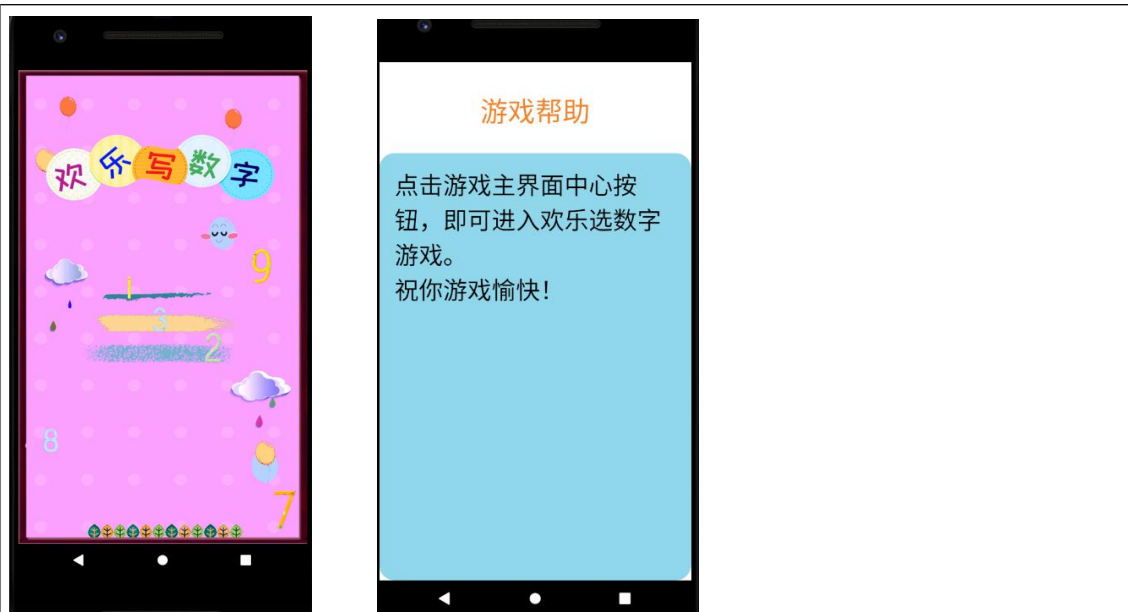 欢乐写数字
9
1
3
2
8
7
游戏帮助
点击游戏主界面中心按
钮，即可进入欢乐选数字
游戏。
祝你游戏愉快！